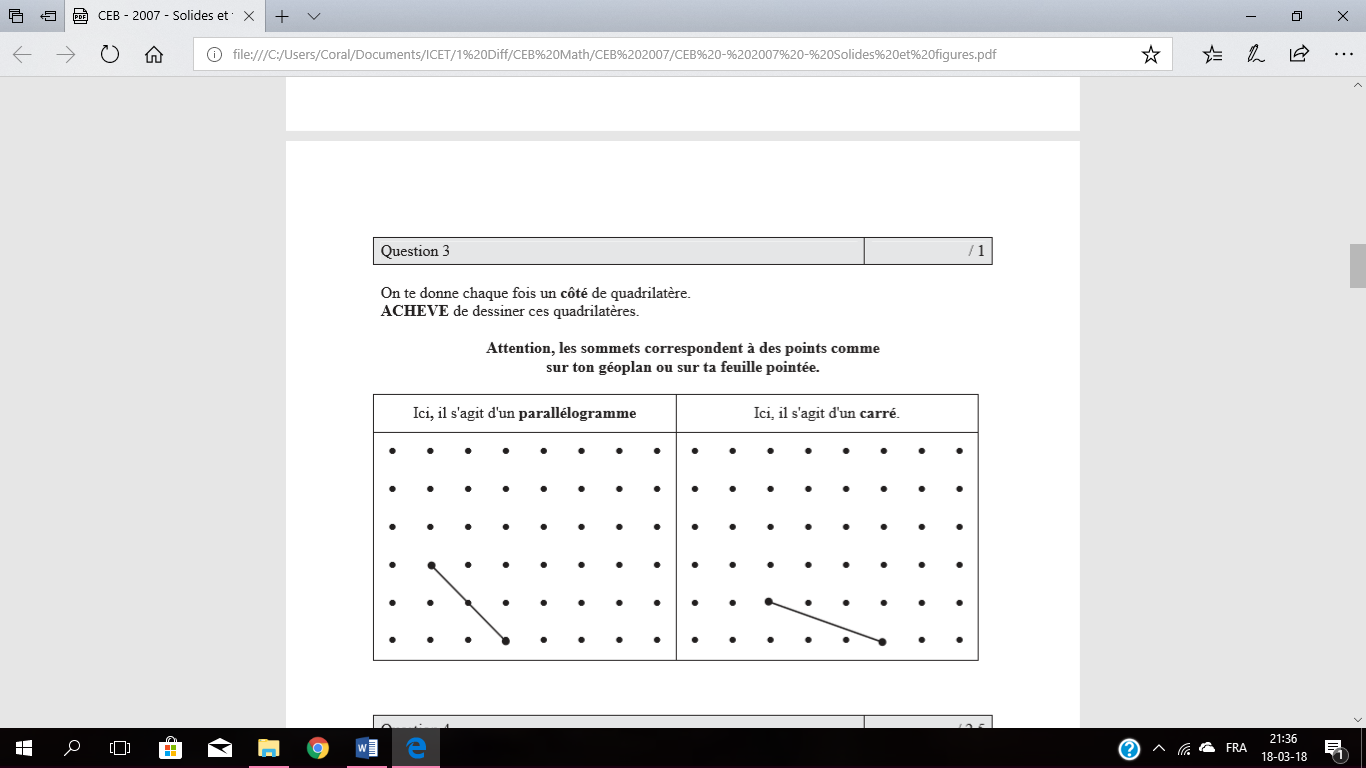 CEB - 2007 - Solides et
file:///C:/Users/Coral/Documents/ICET/1%20Diff/CEB%20Math/CEB%202007/CEB%20-%202007%20-%20Solides%20et%20figures.pdf
Question 3
/ 1
On te donne chaque fois un côté de quadrilatère.
ACHEVE de dessiner ces quadrilatères.
Attention, les sommets correspondent à des points comme
sur ton géoplan ou sur ta feuille pointée.
Ici, il s'agit d'un parallélogramme
Ici, il s'agit d'un carré.
FRA
21:36
18-03-18
1